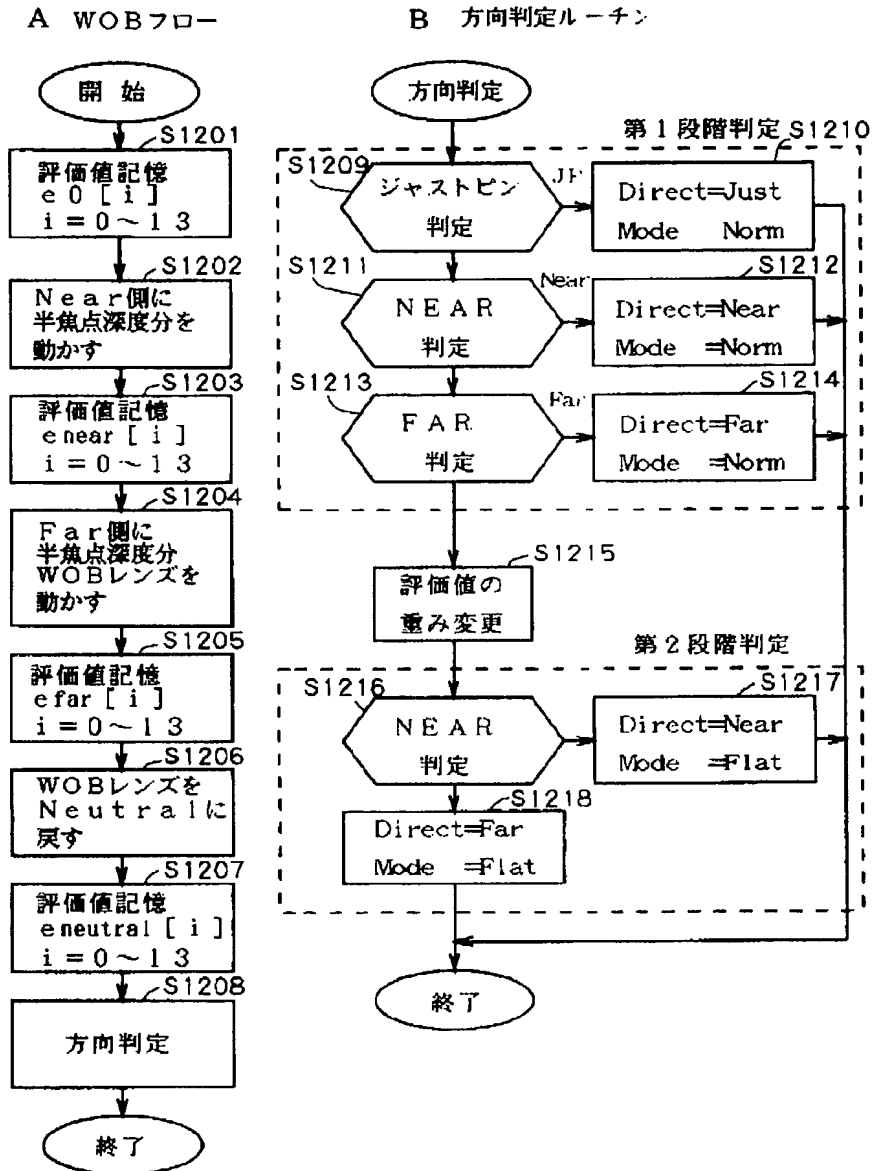 A WOBフロー
開始
S1201
評価値記憶
e0[i]
i=0〜13
S1202
Near側に
半焦点深度分を
動かす
S1203
評価値記憶
enear[i]
i=0〜13
S1204
Far側に
半焦点深度分
WOBレンズを
動かす
S1205
評価値記憶
efar[i]
i=0〜13
S1206
WOBレンズを
Neutralに
戻す
S1207
評価値記憶
eneutral[i]
i=0〜13
S1208
方向判定
終了
B 方向判定ルーチン
方向判定
第1段階判定
S1209
ジャストピン
判定
JP
S1210
Direct=Just
Mode Norm
S1211
NEAR
判定
Near
S1212
Direct=Near
Mode =Norm
S1213
FAR
判定
Far
S1214
Direct=Far
Mode =Norm
S1215
評価値の
重み変更
第2段階判定
S1216
NEAR
判定
S1217
Direct=Near
Mode =Flat
S1218
Direct=Far
Mode =Flat
終了